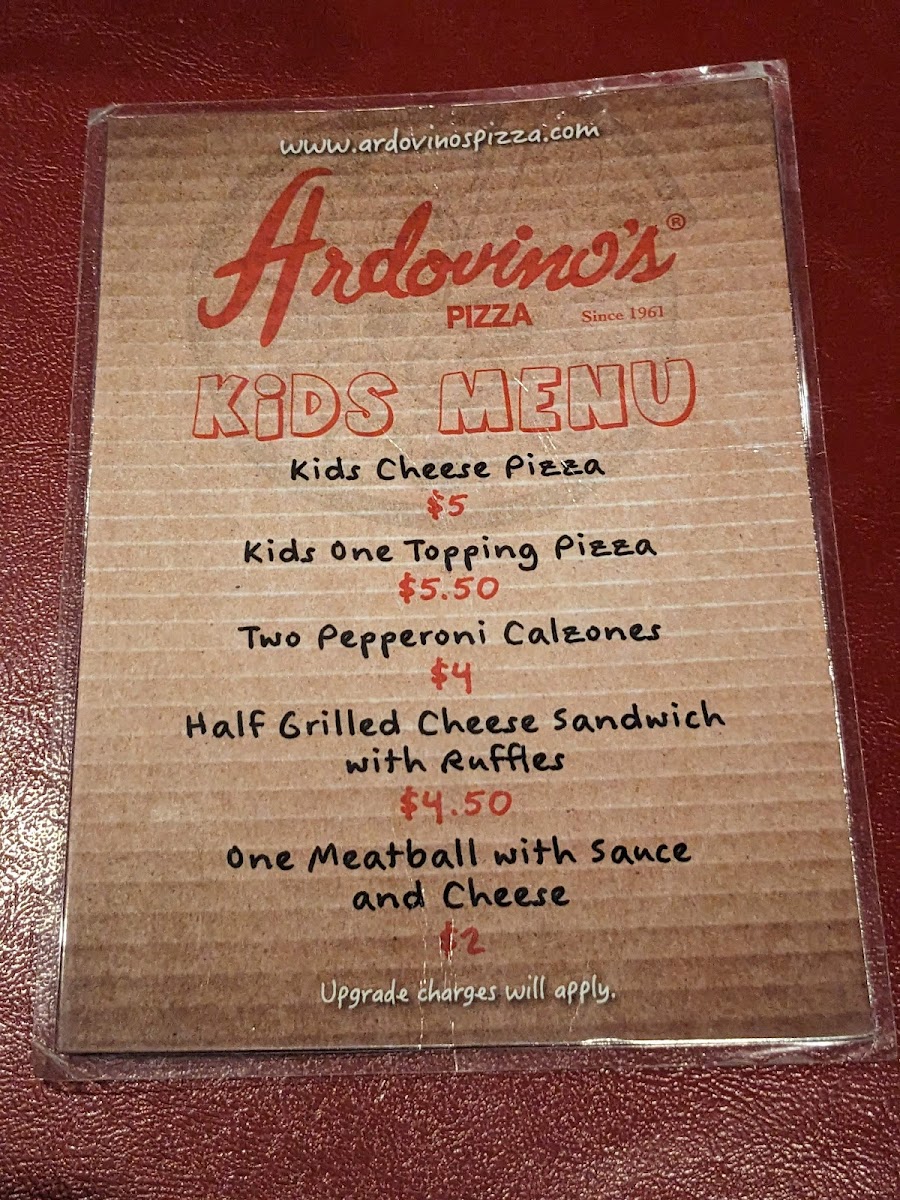 www.ardovinospizza.com
Ardovino's®
PIZZA Since 1961
KiDS MENU
Kids Cheese Pizza
$5
Kids One Topping Pizza
$5.50
Two Pepperoni Calzones
$4
Half Grilled Cheese Sandwich
with Ruffles
$4.50
One Meatball with Sauce
and Cheese
$2
Upgrade charges will apply.